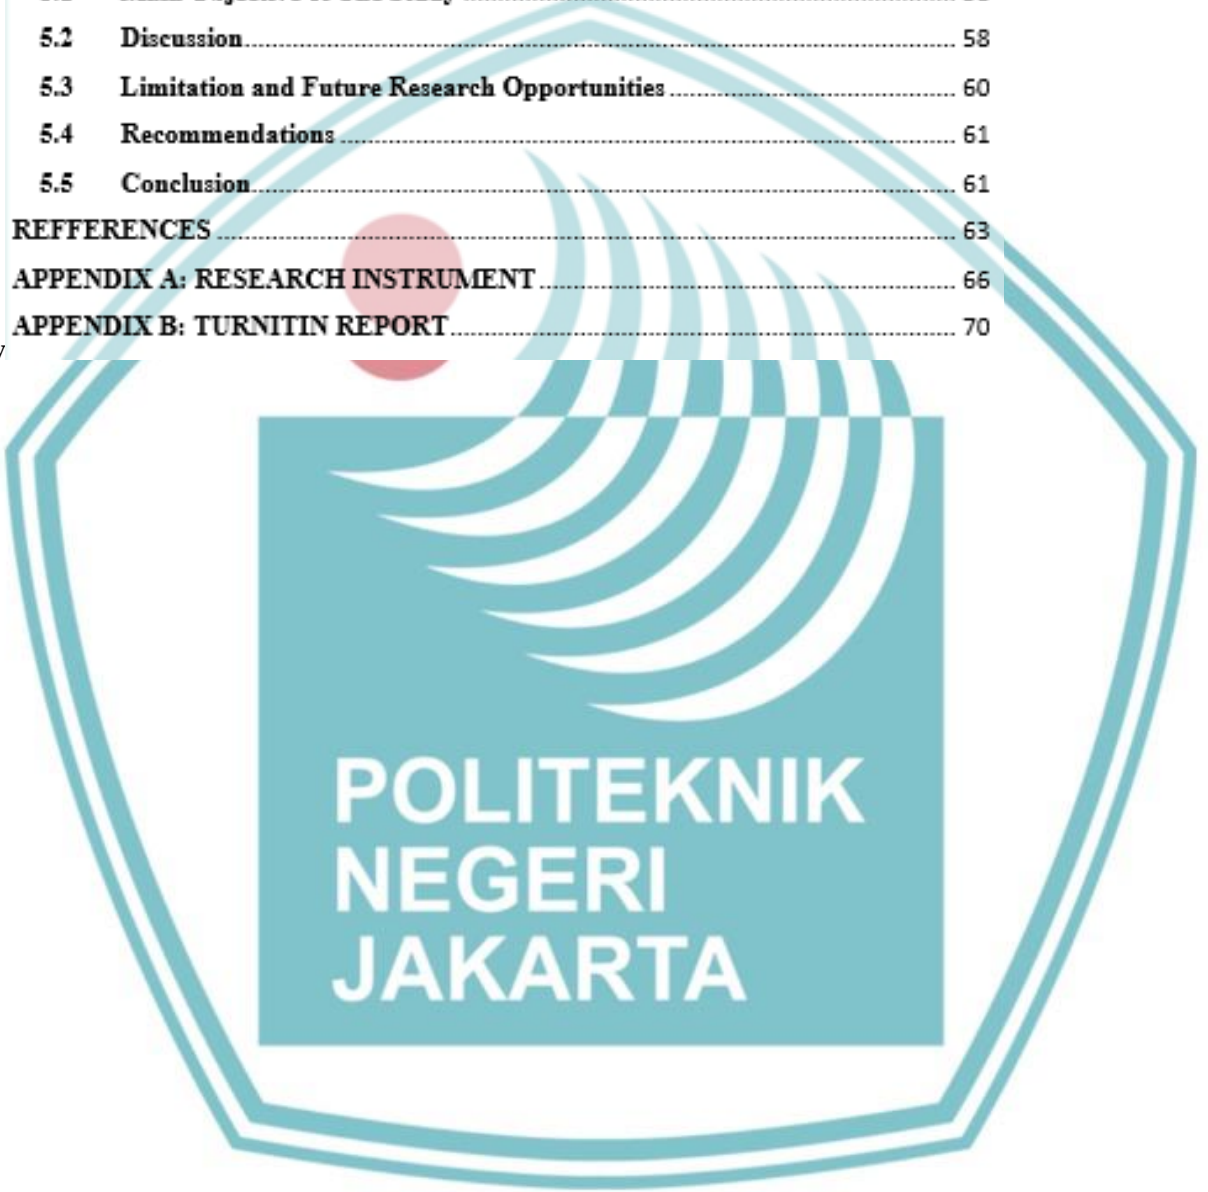 5.2 Discussion 58
5.3 Limitation and Future Research Opportunities 60
5.4 Recommendations 61
5.5 Conclusion 61
REFFERENCES 63
APPENDIX A: RESEARCH INSTRUMENT 66
APPENDIX B: TURNITIN REPORT 70
POLITEKNIK
NEGERI
JAKARTA